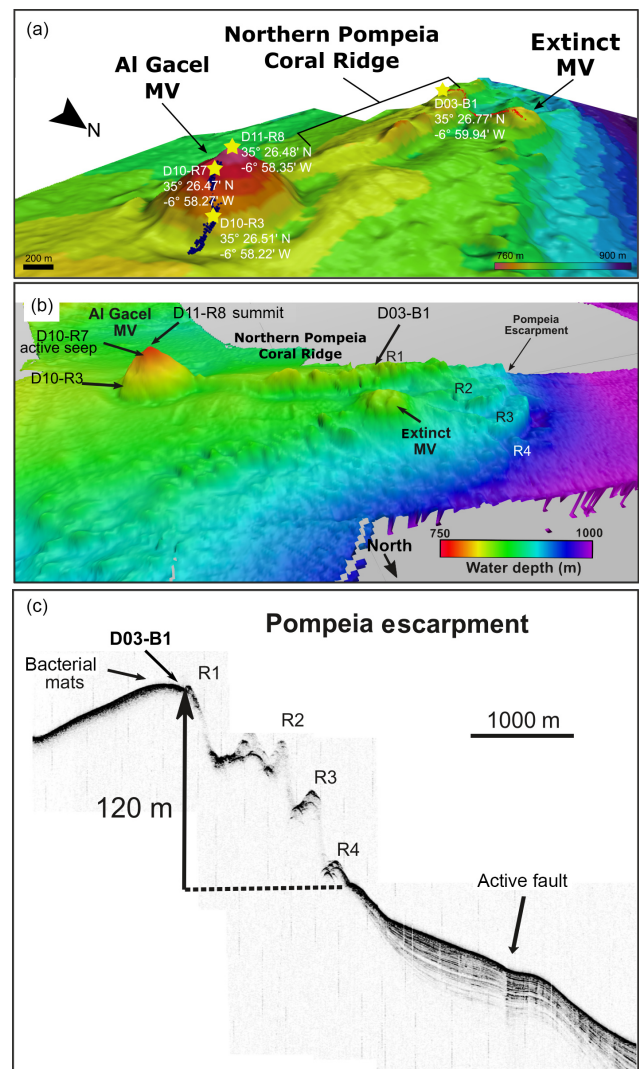 (a)
Northern Pompeia
Coral Ridge
Extinct
MV
Al Gacel
MV
N
D03-B1
35° 26.77' N
-6° 59.94' W
D11-R8
35° 26.48' N
-6° 58.35' W
D10-R7
35° 26.47' N
-6° 58.27' W
D10-R3
35° 26.51' N
-6° 58.22' W
200 m
760 m
900 m
(b)
Al Gacel
MV
D11-R8 summit
D10-R7
active seep
D10-R3
Northern Pompeia
Coral Ridge
D03-B1
R1
Pompeia
Escarpment
R2
R3
R4
Extinct
MV
North
750
1000
Water depth (m)
(c)
Pompeia escarpment
D03-B1
Bacterial
mats
R1
R2
1000 m
R3
120 m
R4
Active fault